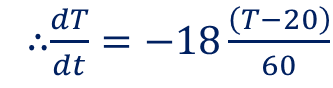 ∴ dT/dt = −18 (T−20)/60